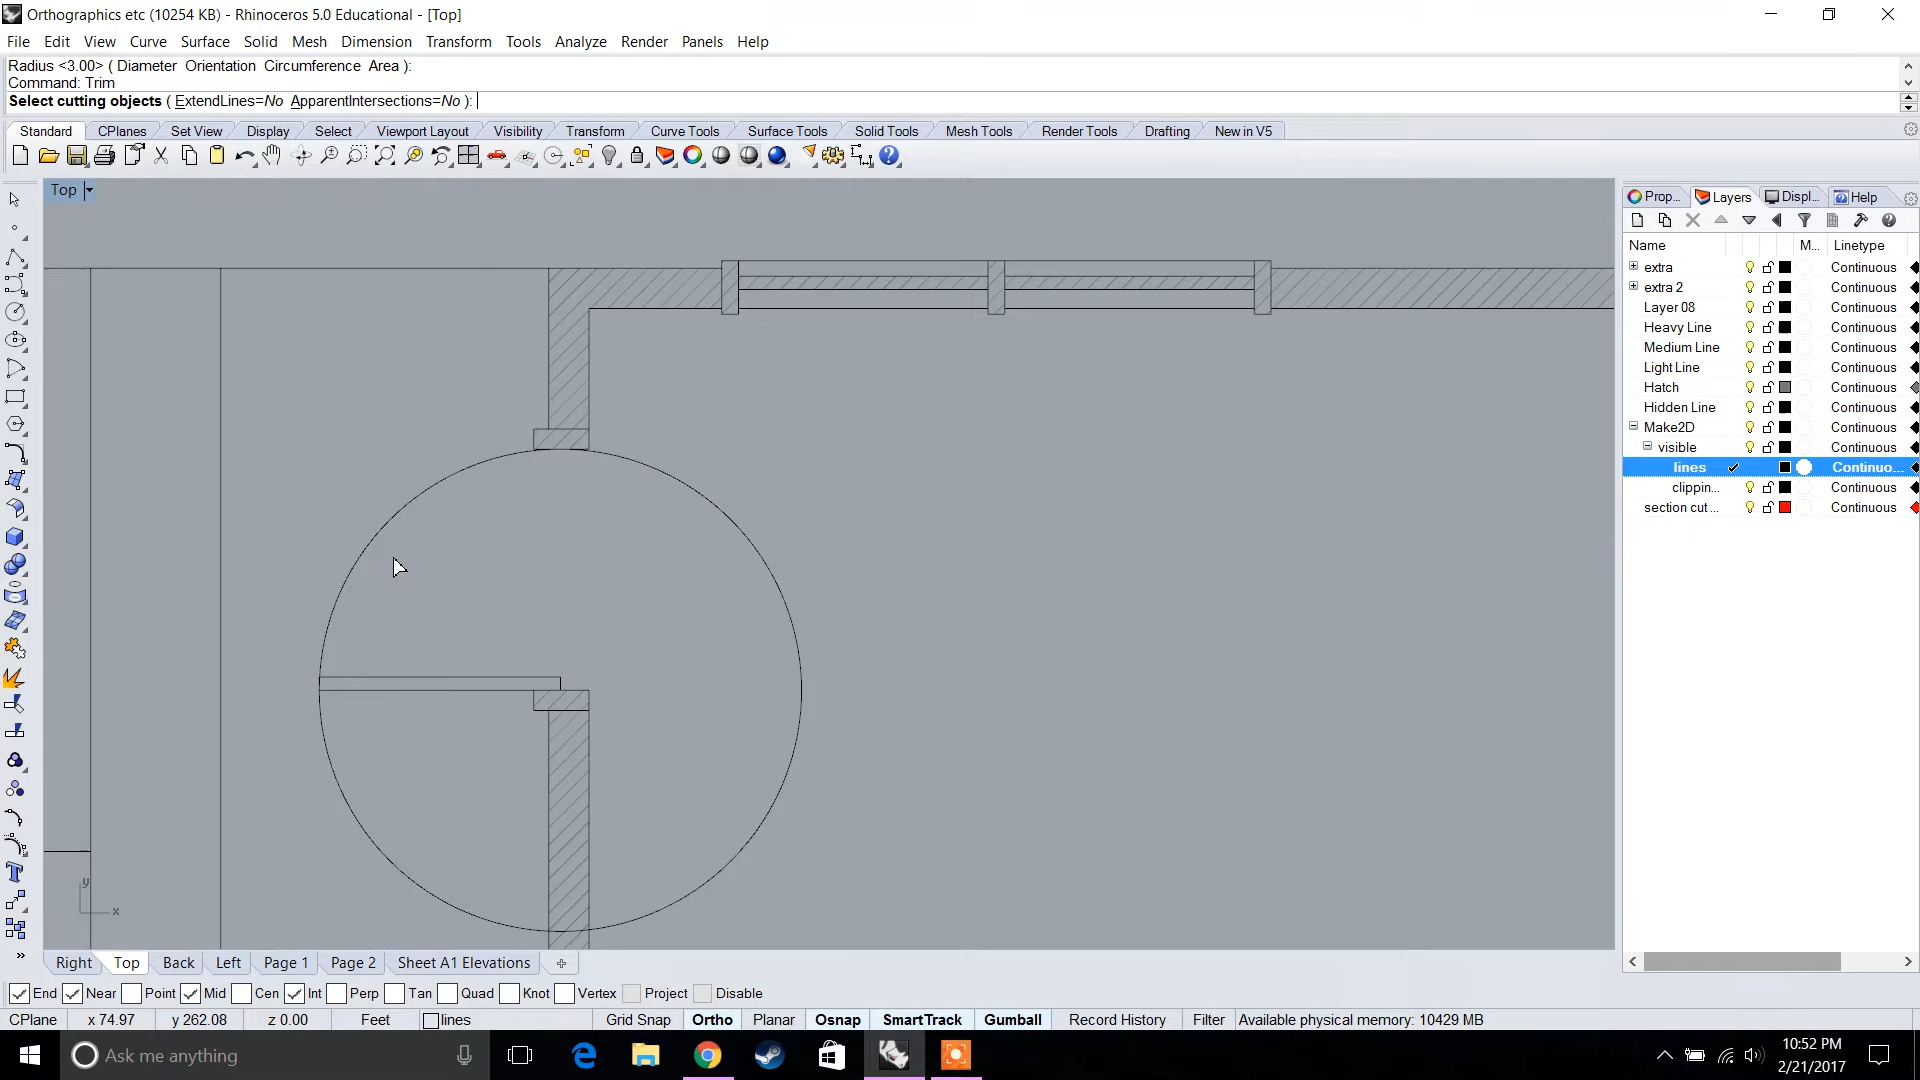 Orthographics etc (10254 KB) - Rhinoceros 5.0 Educational - [Top]
File Edit View Curve Surface Solid Mesh Dimension Transform Tools Analyze Render Panels Help
Radius <3.00> ( Diameter Orientation Circumference Area ):
Command: Trim
Select cutting objects ( ExtendLines=No ApparentIntersections=No ):
Standard CPlanes Set View Display Select Viewport Layout Visibility Transform Curve Tools Surface Tools Solid Tools Mesh Tools Render Tools Drafting New in V5
Top
Prop... Layers Displ... Help
Name M... Linetype
extra Continuous
extra 2 Continuous
Layer 08 Continuous
Heavy Line Continuous
Medium Line Continuous
Light Line Continuous
Hatch Continuous
Hidden Line Continuous
Make2D Continuous
visible Continuous
lines Continuo...
clippin... Continuous
section cut ... Continuous
y
x
Right Top Back Left Page 1 Page 2 Sheet A1 Elevations
End Near Point Mid Cen Int Perp Tan Quad Knot Vertex Project Disable
CPlane x 74.97 y 262.08 z 0.00 Feet lines Grid Snap Ortho Planar Osnap SmartTrack Gumball Record History Filter Available physical memory: 10429 MB
Ask me anything
10:52 PM
2/21/2017